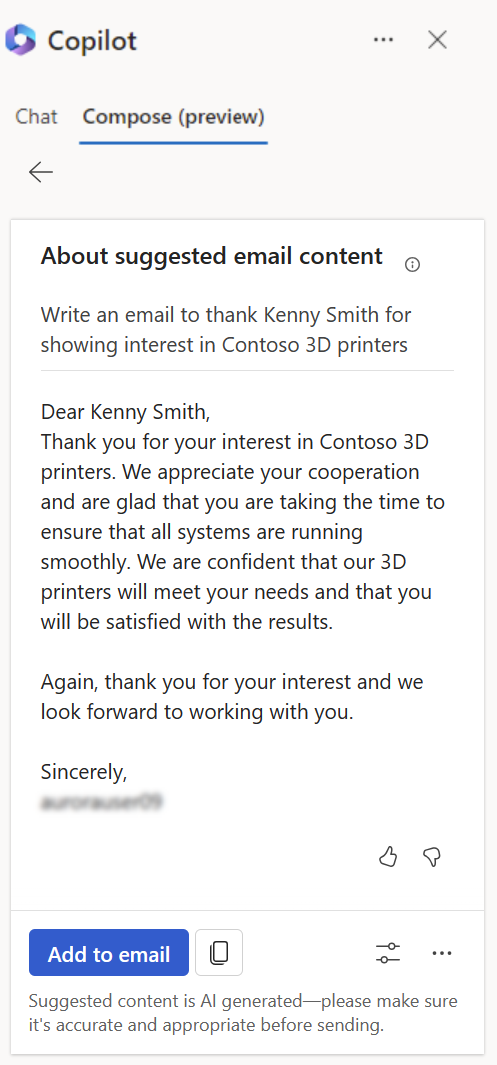 Copilot
Chat Compose (preview)
About suggested email content
Write an email to thank Kenny Smith for
showing interest in Contoso 3D printers
Dear Kenny Smith,
Thank you for your interest in Contoso 3D
printers. We appreciate your cooperation
and are glad that you are taking the time to
ensure that all systems are running
smoothly. We are confident that our 3D
printers will meet your needs and that you
will be satisfied with the results.
Again, thank you for your interest and we
look forward to working with you.
Sincerely,
Add to email
Suggested content is AI generated—please make sure
it's accurate and appropriate before sending.